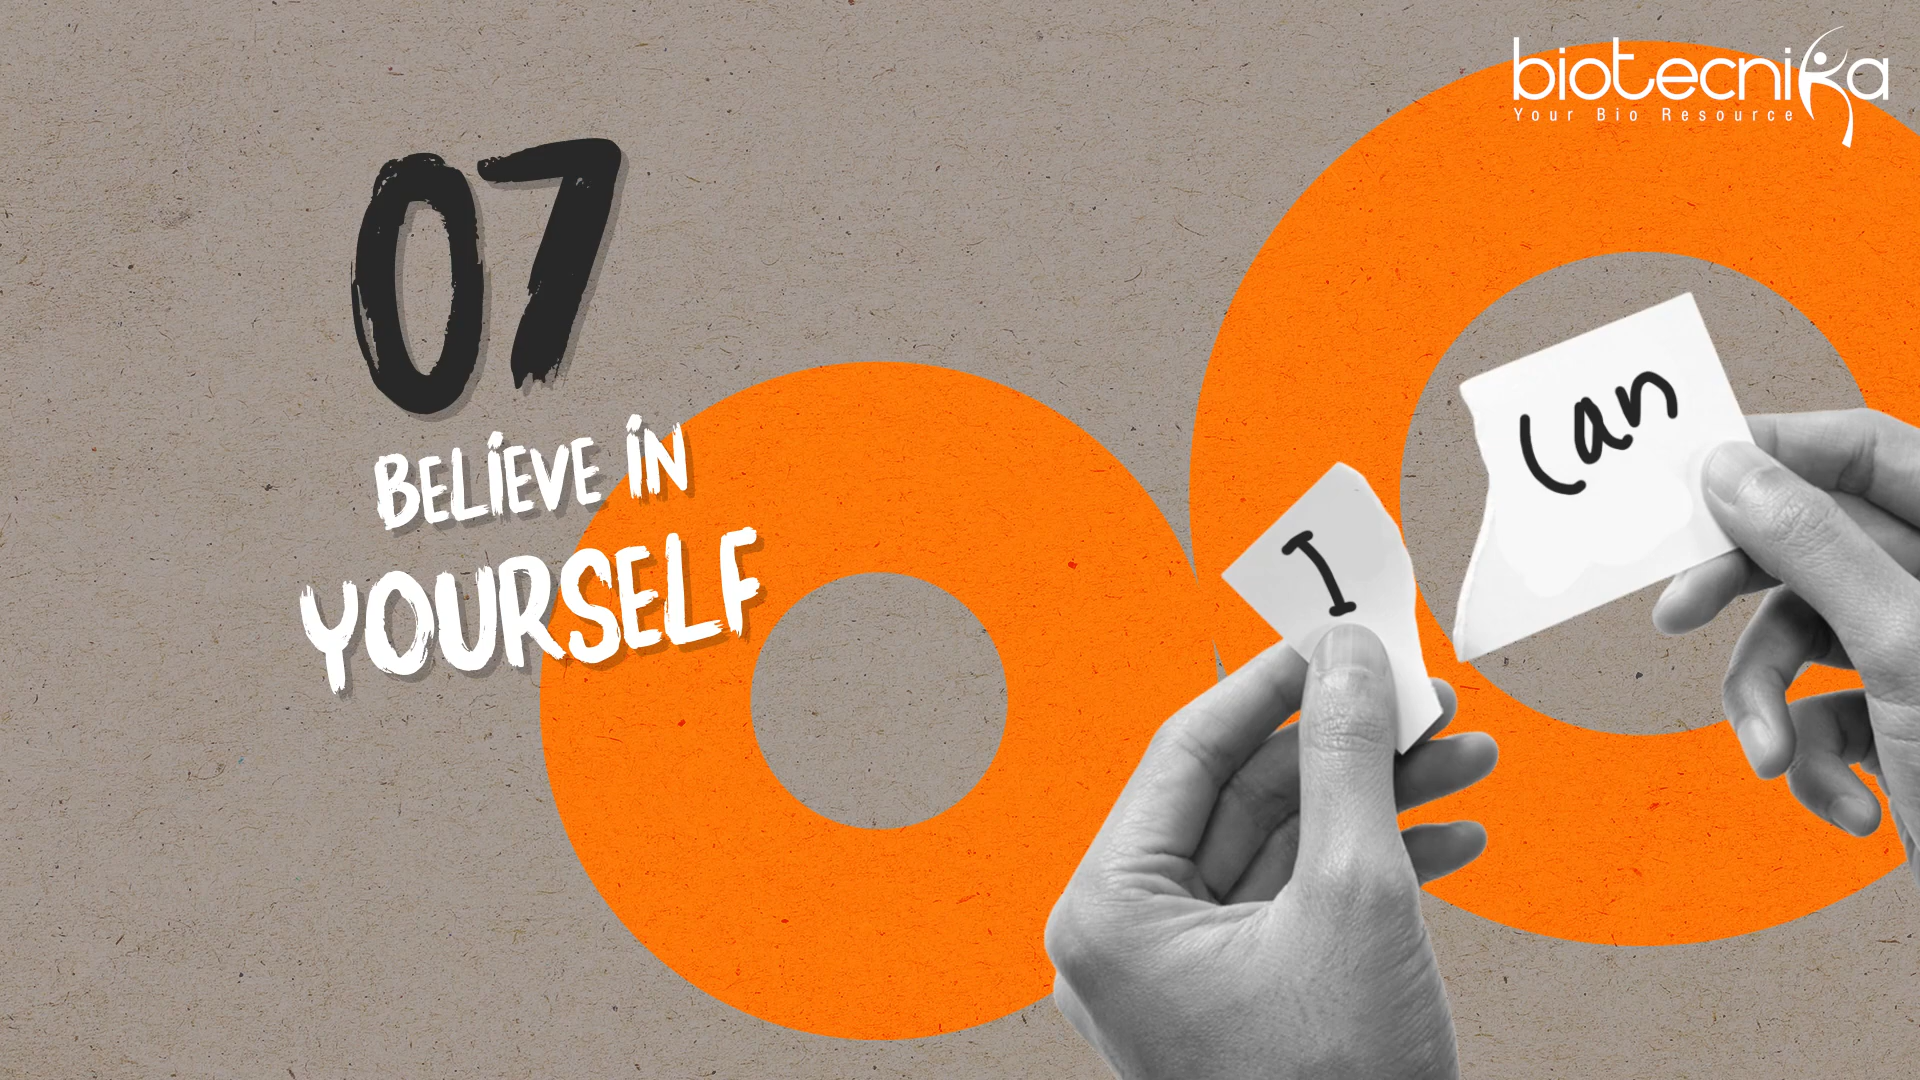 biotecnika
Your Bio Resource
07
BELIEVE IN
YOURSELF
I
can